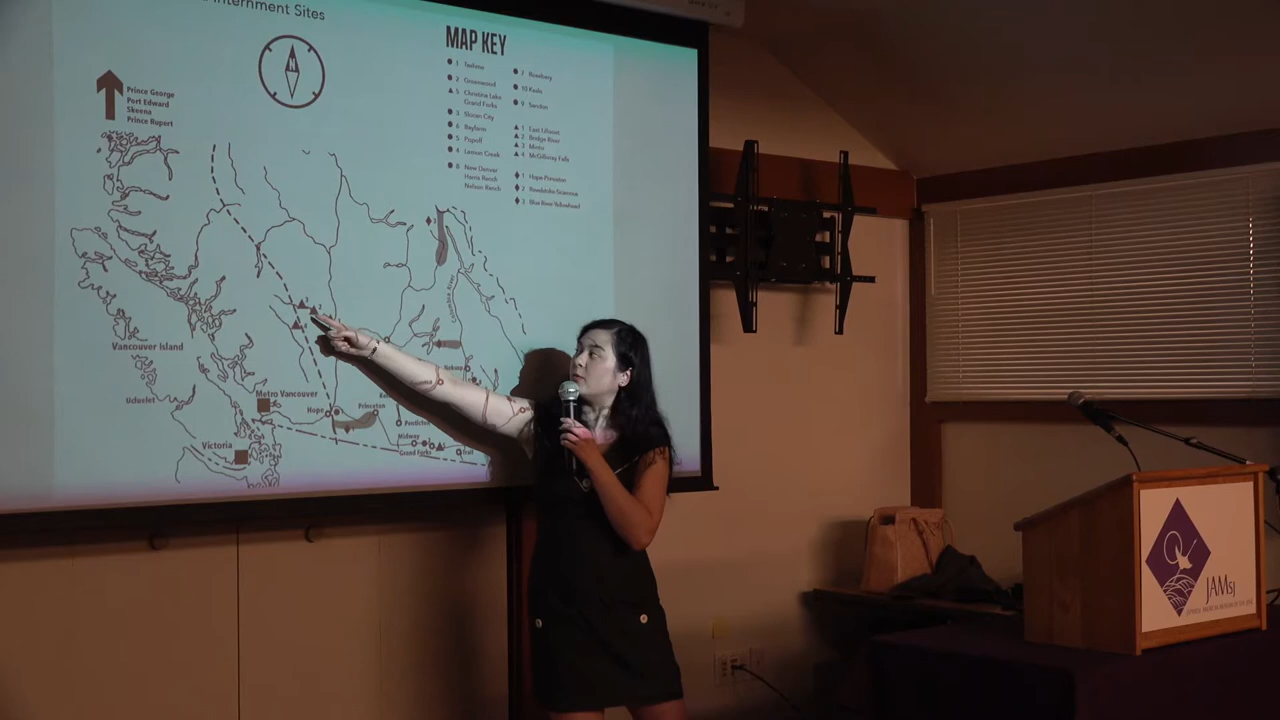 Internment Sites
MAP KEY
Prince George
Port Edward
Skeena
Prince Rupert
1 Tashme
2 Greenwood
5 Christina Lake
Grand Forks
3 Slocan City
6 Bayfarm
5 Popoff
4 Lemon Creek
8 New Denver
Harris Ranch
Nelson Ranch
7 Rosebery
10 Kaslo
9 Sandon
1 East Lillooet
2 Bridge River
3 Minto
4 McGillivray Falls
1 Hope-Princeton
2 Revelstoke-Sicamous
3 Blue River-Yellowhead
N
Vancouver Island
Ucluelet
Metro Vancouver
Victoria
Hope
Princeton
Penticton
Midway
Grand Forks
Trail
Nakusp
JAMsj